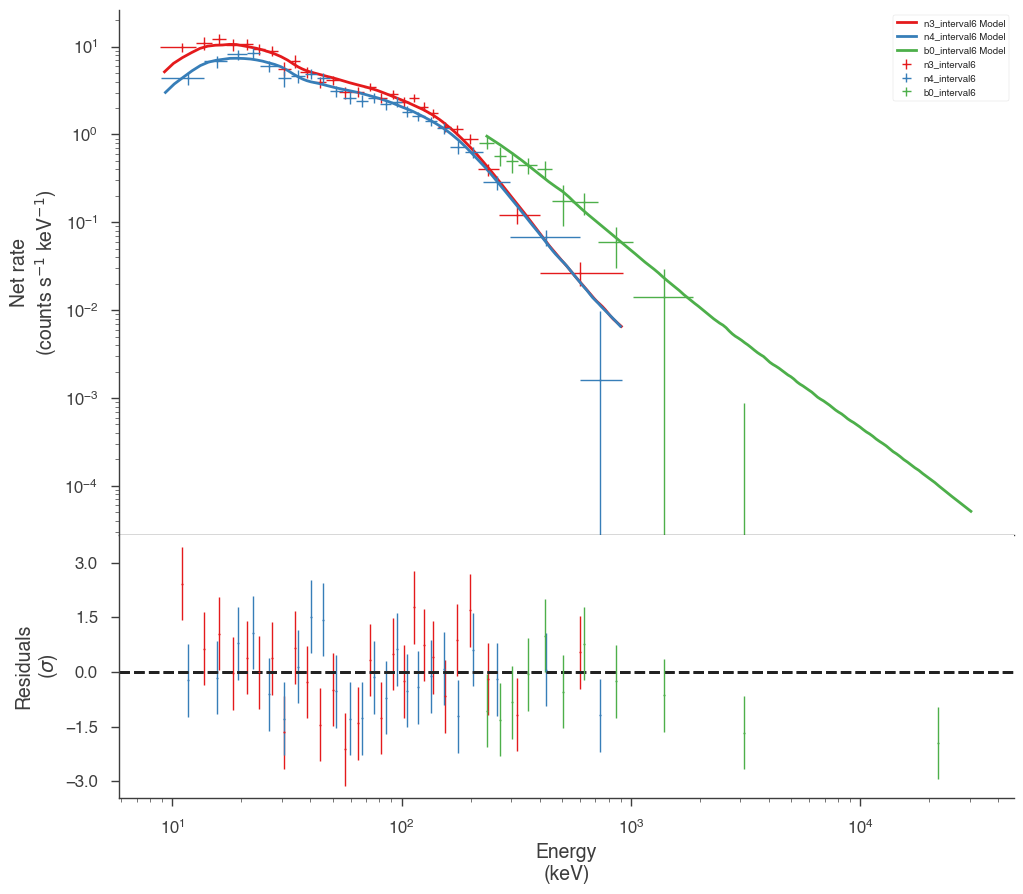 n3_interval6 Model
n4_interval6 Model
b0_interval6 Model
n3_interval6
n4_interval6
b0_interval6
10¹
10⁰
10⁻¹
10⁻²
10⁻³
10⁻⁴
Net rate
(counts s⁻¹ keV⁻¹)
3.0
1.5
0.0
−1.5
−3.0
Residuals
(σ)
10¹ 10² 10³ 10⁴
Energy
(keV)